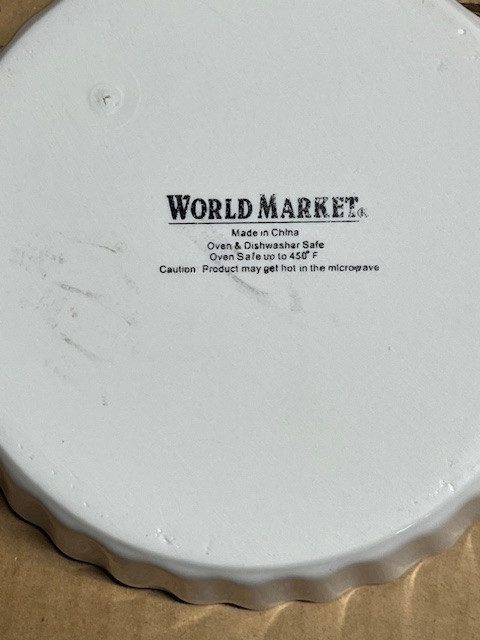 WORLD MARKET®
Made in China
Oven & Dishwasher Safe
Oven Safe up to 450° F
Caution: Product may get hot in the microwave